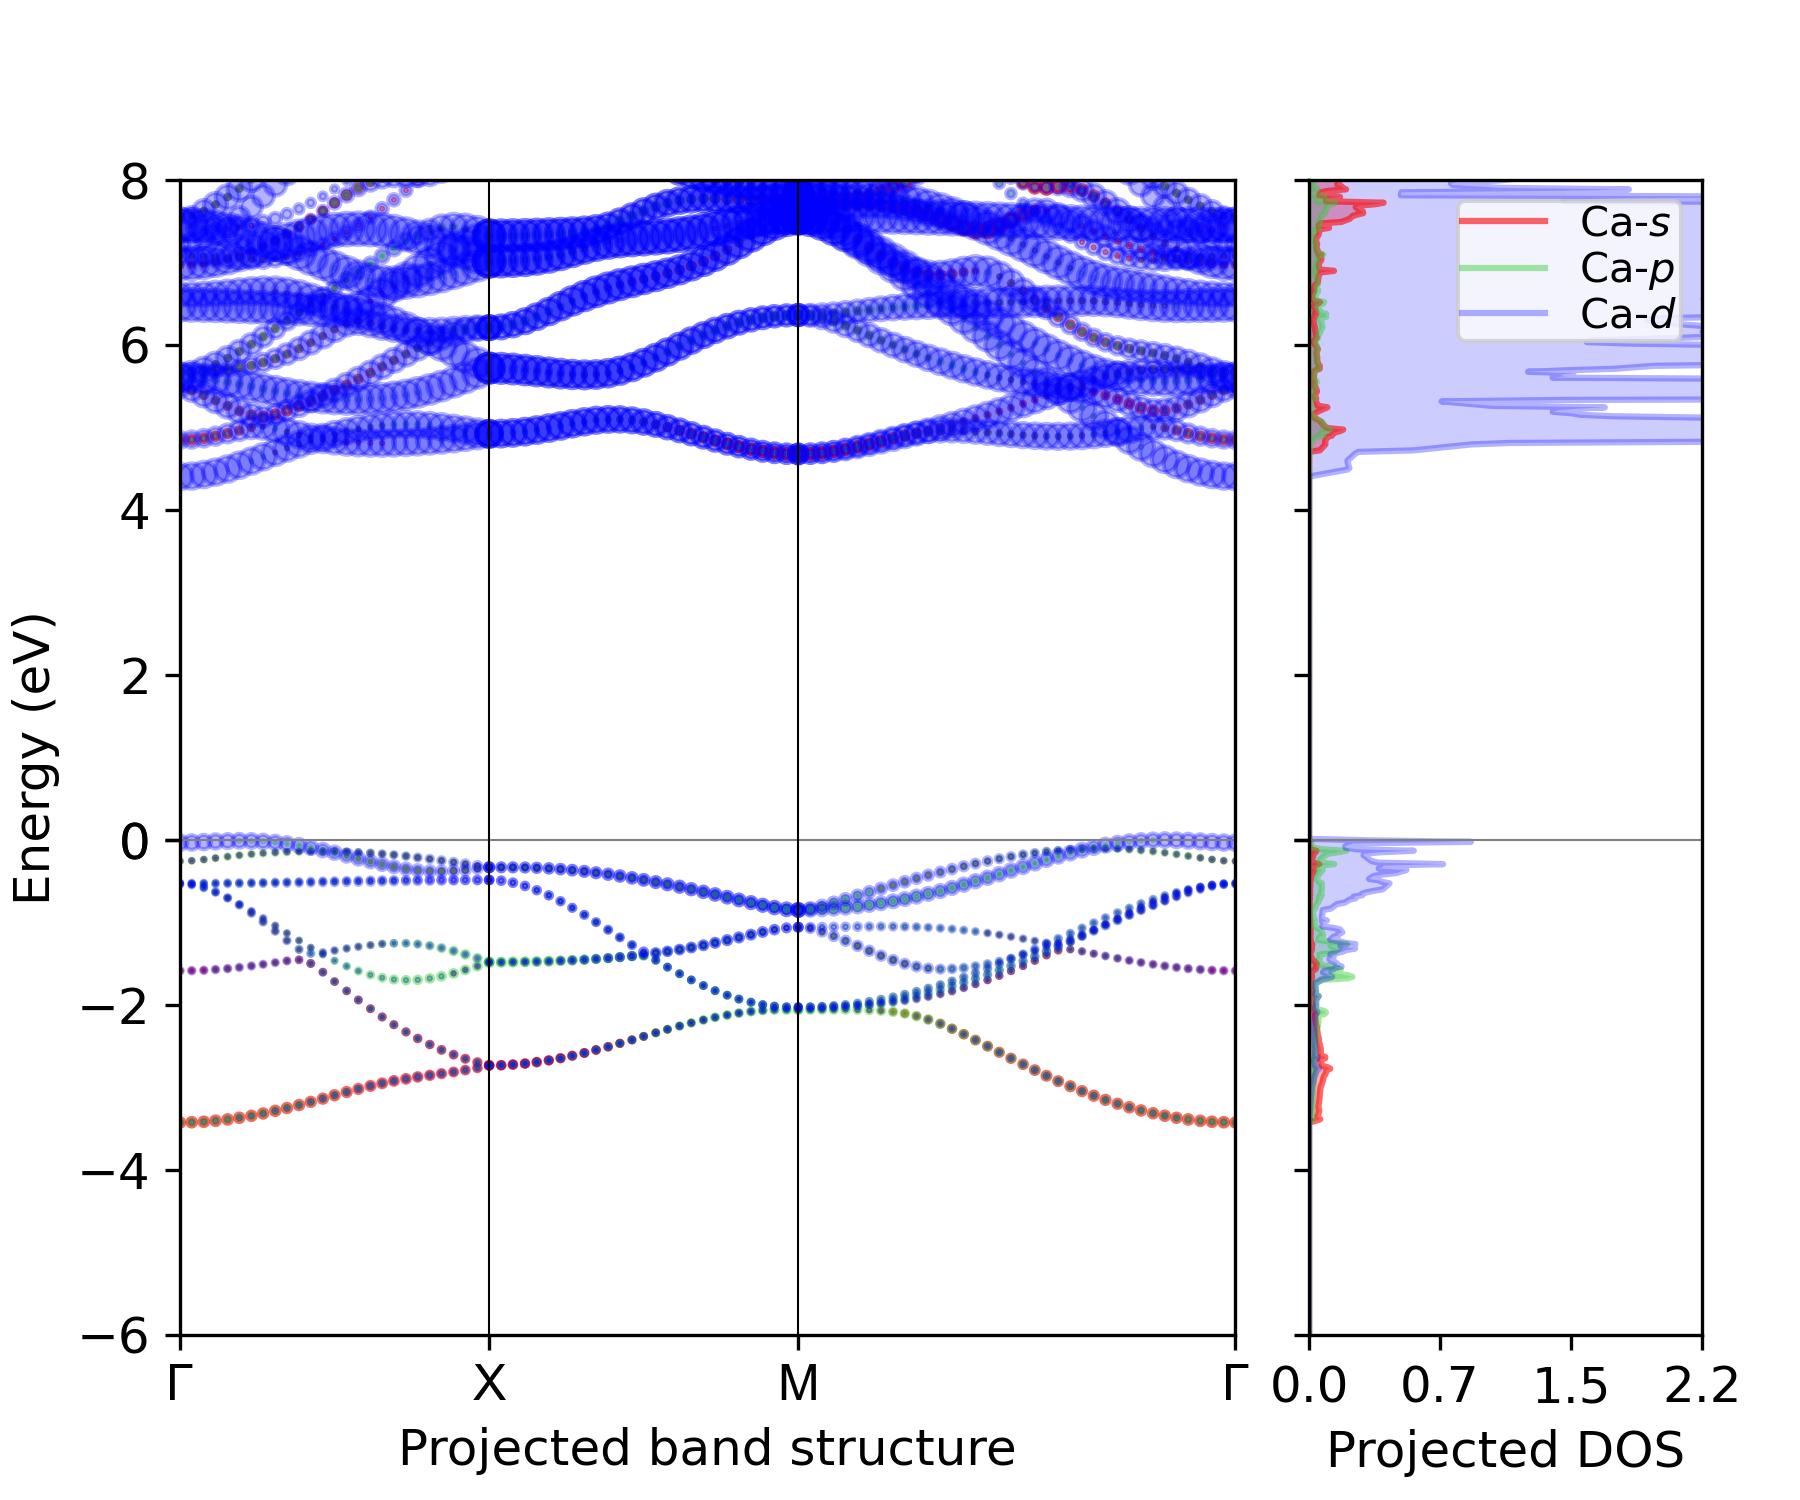 8
6
4
2
0
−2
−4
−6
Energy (eV)
Γ X M Γ
Projected band structure
Ca-s
Ca-p
Ca-d
0.0 0.7 1.5 2.2
Projected DOS